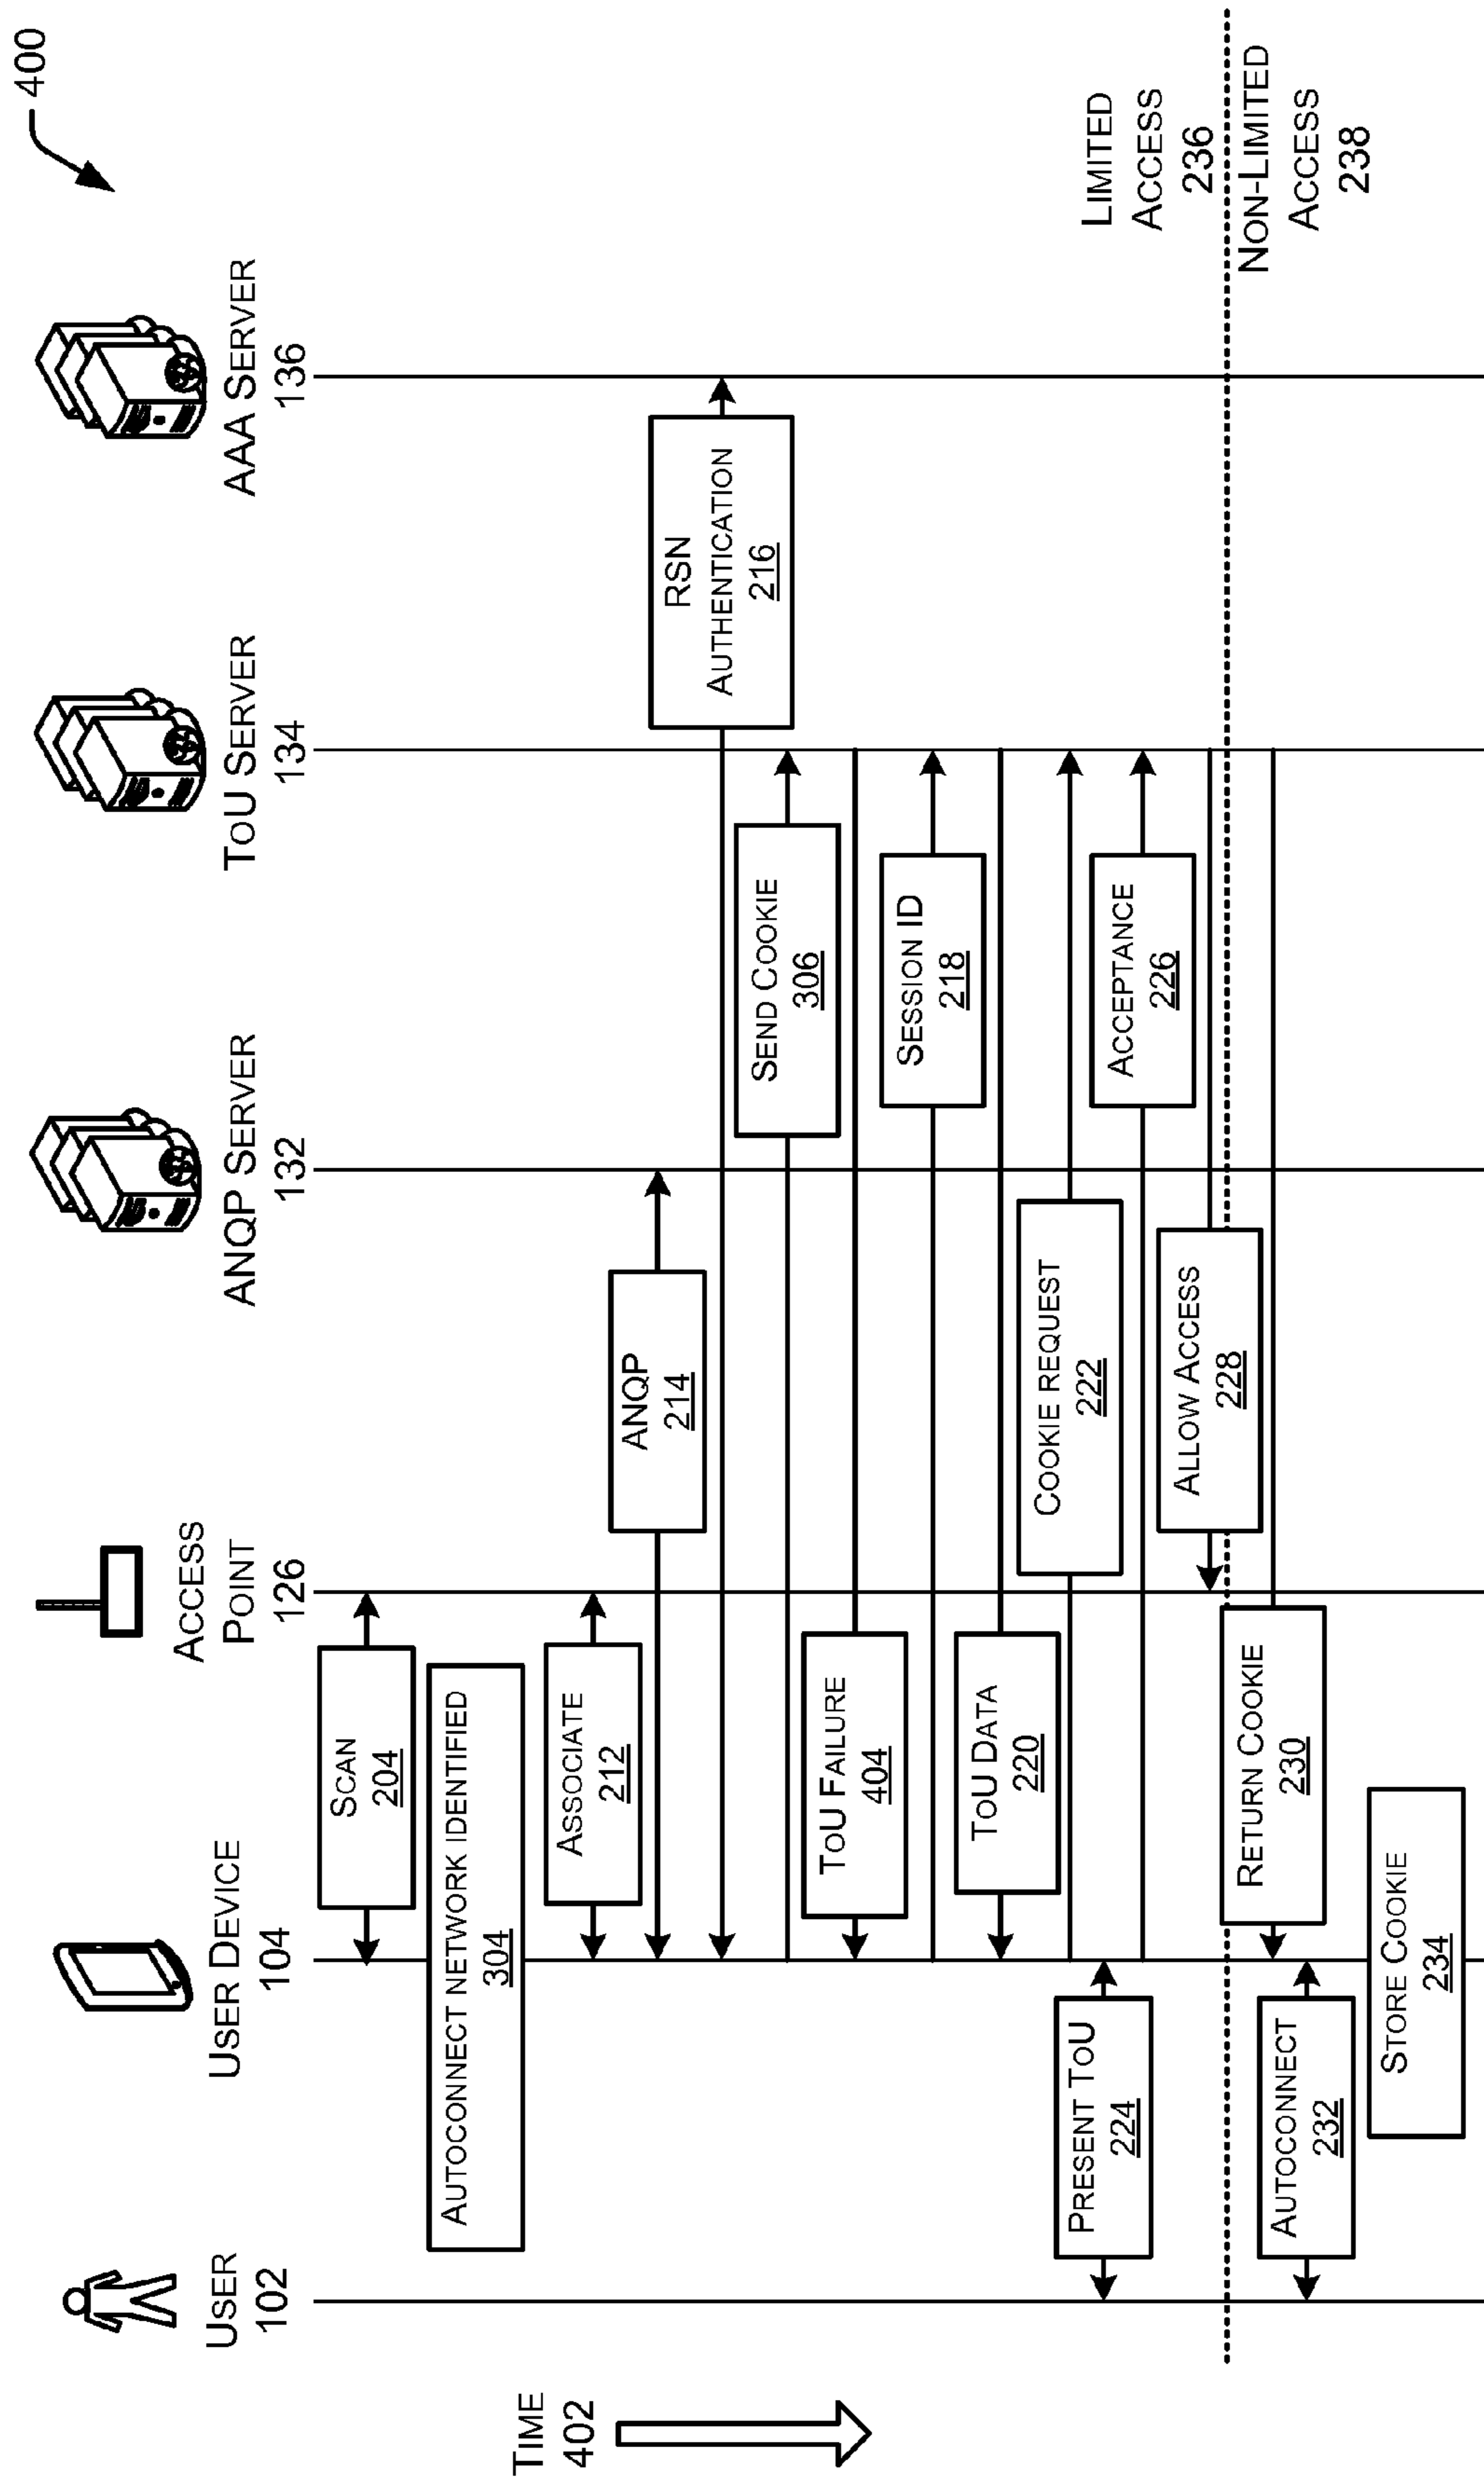 400
USER
102
USER DEVICE
104
ACCESS
POINT
126
ANQP SERVER
132
TOU SERVER
134
AAA SERVER
136
TIME
402
SCAN
204
AUTOCONNECT NETWORK IDENTIFIED
304
ASSOCIATE
212
ANQP
214
RSN
AUTHENTICATION
216
SEND COOKIE
306
TOU FAILURE
404
SESSION ID
218
TOU DATA
220
COOKIE REQUEST
222
PRESENT TOU
224
ACCEPTANCE
226
ALLOW ACCESS
228
LIMITED
ACCESS
236
NON-LIMITED
ACCESS
238
RETURN COOKIE
230
AUTOCONNECT
232
STORE COOKIE
234